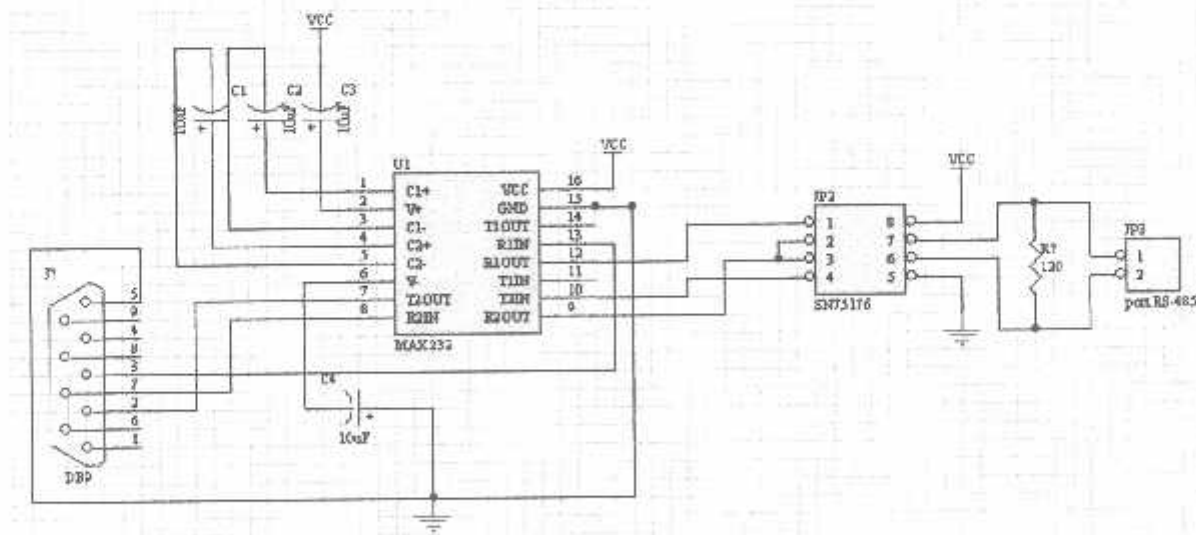 VCC
C1
C2
C3
10uF
10uF
10uF
VCC
VCC
U1
1
2
3
4
5
6
7
8
C1+
V+
C1-
C2+
C2-
V-
T2OUT
R2IN
VCC
GND
T1OUT
R1IN
R1OUT
T1IN
T2IN
R2OUT
16
15
14
13
12
11
10
9
MAX232
JP2
1
2
3
4
8
7
6
5
SN75176
120
JP3
1
2
port RS-485
5
9
4
8
3
7
2
6
1
DB9
C4
10uF